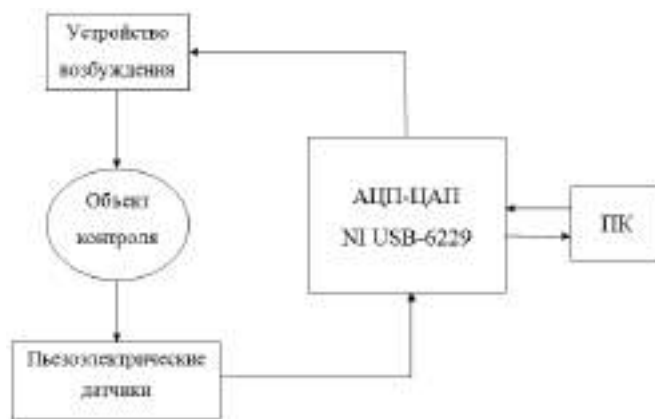 Устройство
возбуждения
АЦП-ЦАП
NI USB-6229
ПК
Объект
контроля
Пьезоэлектрические
датчики